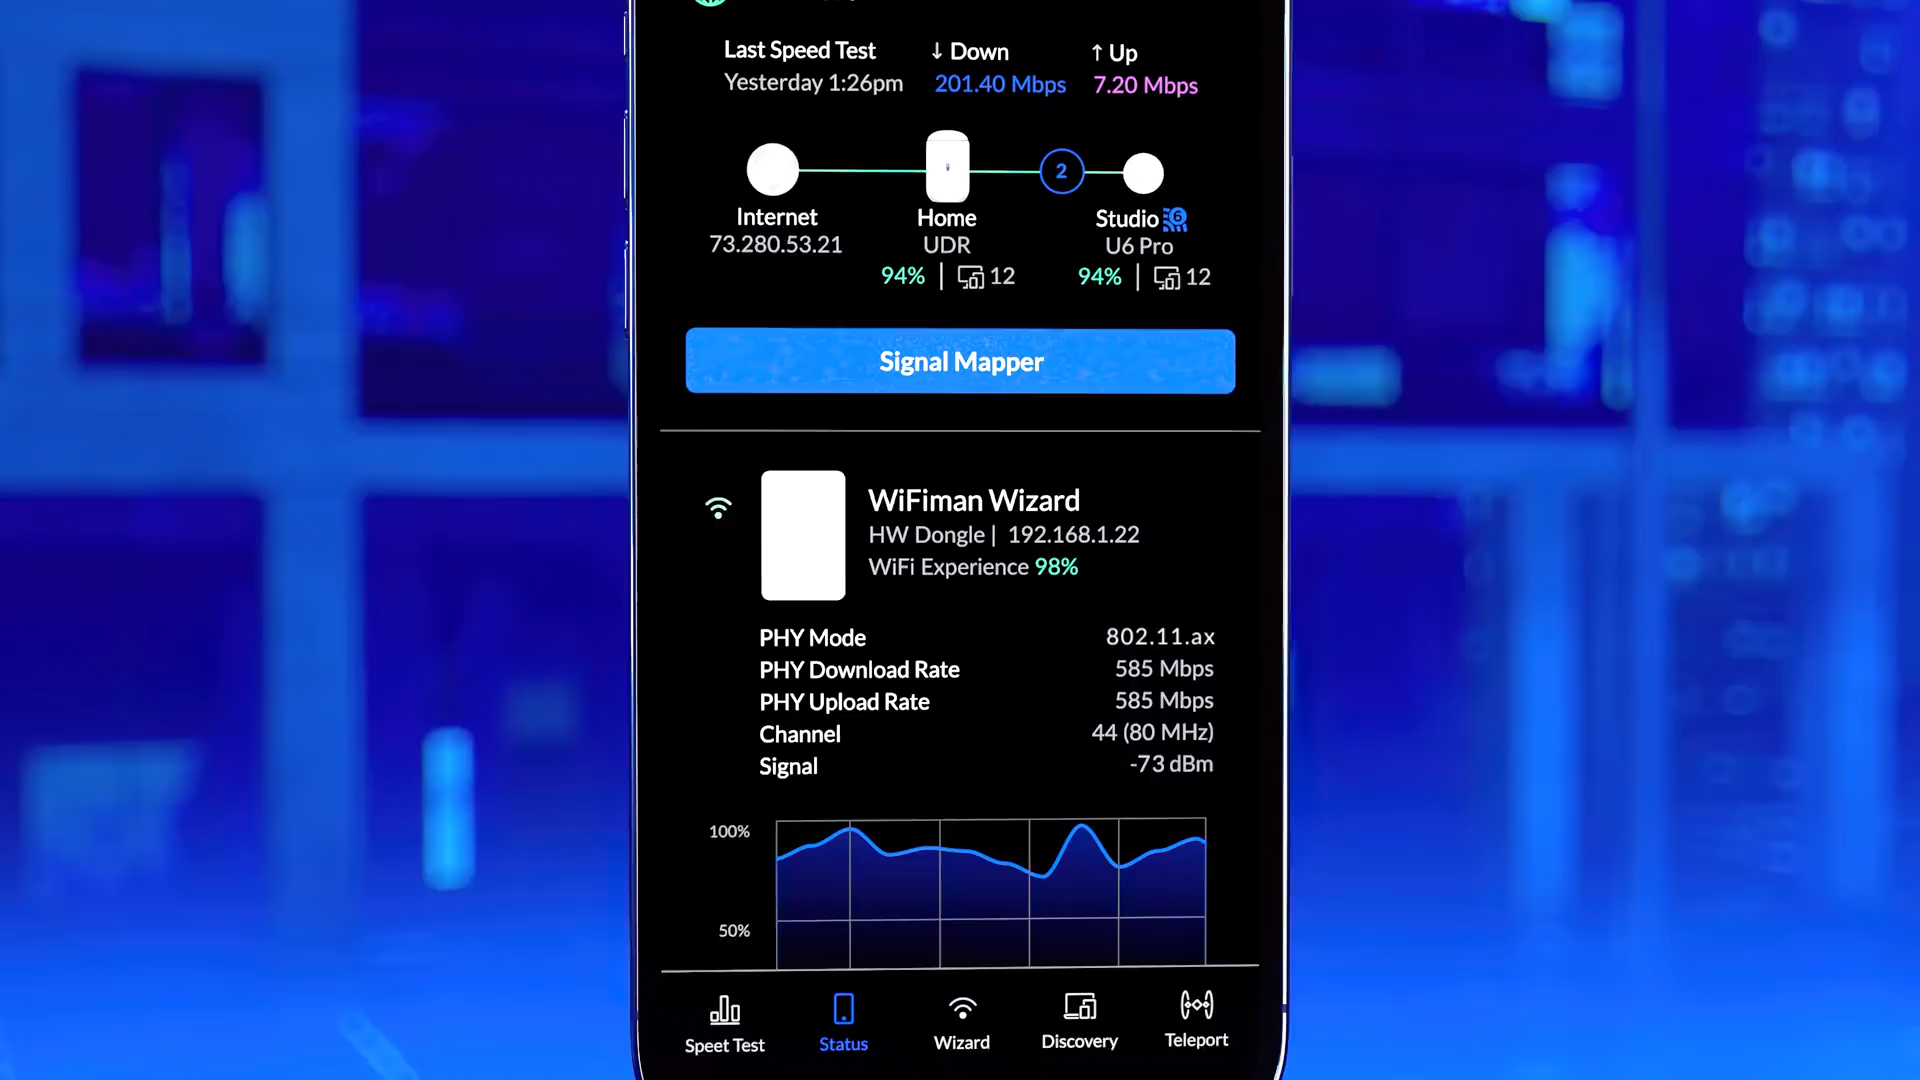 Last Speed Test ↓ Down ↑ Up
Yesterday 1:26pm 201.40 Mbps 7.20 Mbps
2
Internet Home Studio 6
73.280.53.21 UDR U6 Pro
94% | 12 94% | 12
Signal Mapper
WiFiman Wizard
HW Dongle | 192.168.1.22
WiFi Experience 98%
PHY Mode 802.11.ax
PHY Download Rate 585 Mbps
PHY Upload Rate 585 Mbps
Channel 44 (80 MHz)
Signal -73 dBm
100%
50%
Speet Test Status Wizard Discovery Teleport